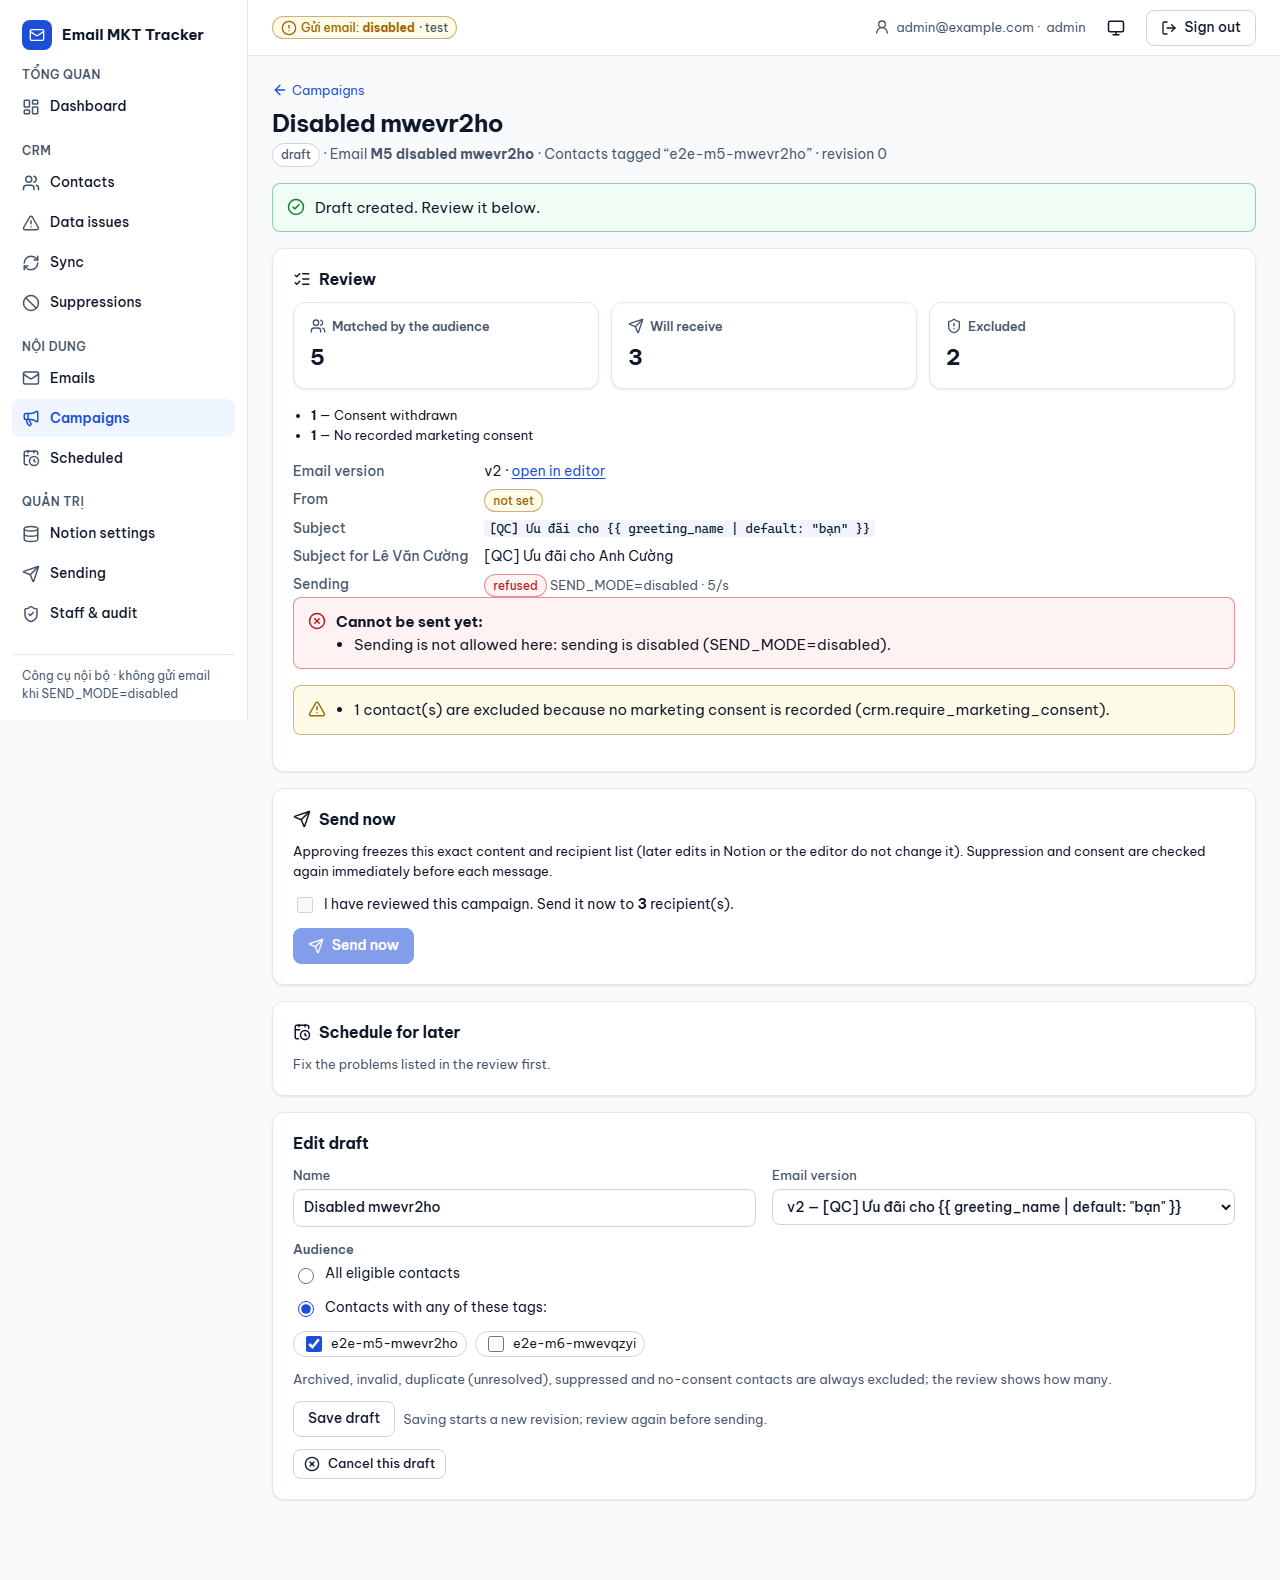 Email MKT Tracker
TỔNG QUAN
Dashboard
CRM
Contacts
Data issues
Sync
Suppressions
NỘI DUNG
Emails
Campaigns
Scheduled
QUẢN TRỊ
Notion settings
Sending
Staff & audit
Công cụ nội bộ · không gửi email
khi SEND_MODE=disabled
Gửi email: disabled · test
admin@example.com · admin
Sign out
Campaigns
Disabled mwevr2ho
draft · Email M5 disabled mwevr2ho · Contacts tagged “e2e-m5-mwevr2ho” · revision 0
Draft created. Review it below.
Review
Matched by the audience
5
Will receive
3
Excluded
2
1 — Consent withdrawn
1 — No recorded marketing consent
Email version v2 · open in editor
From not set
Subject [QC] Ưu đãi cho {{ greeting_name | default: "bạn" }}
Subject for Lê Văn Cường [QC] Ưu đãi cho Anh Cường
Sending refused SEND_MODE=disabled · 5/s
Cannot be sent yet:
Sending is not allowed here: sending is disabled (SEND_MODE=disabled).
1 contact(s) are excluded because no marketing consent is recorded (crm.require_marketing_consent).
Send now
Approving freezes this exact content and recipient list (later edits in Notion or the editor do not change it). Suppression and consent are checked
again immediately before each message.
I have reviewed this campaign. Send it now to 3 recipient(s).
Send now
Schedule for later
Fix the problems listed in the review first.
Edit draft
Name
Disabled mwevr2ho
Email version
v2 — [QC] Ưu đãi cho {{ greeting_name | default: "bạn" }}
Audience
All eligible contacts
Contacts with any of these tags:
e2e-m5-mwevr2ho
e2e-m6-mwevqzyi
Archived, invalid, duplicate (unresolved), suppressed and no-consent contacts are always excluded; the review shows how many.
Save draft
Saving starts a new revision; review again before sending.
Cancel this draft